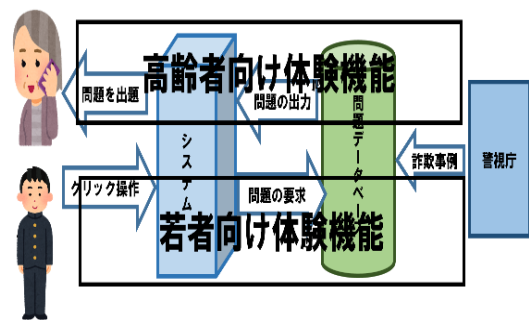 高齢者向け体験機能
問題を出題
問題の出力
問題データベー
システム
詐欺事例
警視庁
クリック操作
問題の要求
若者向け体験機能